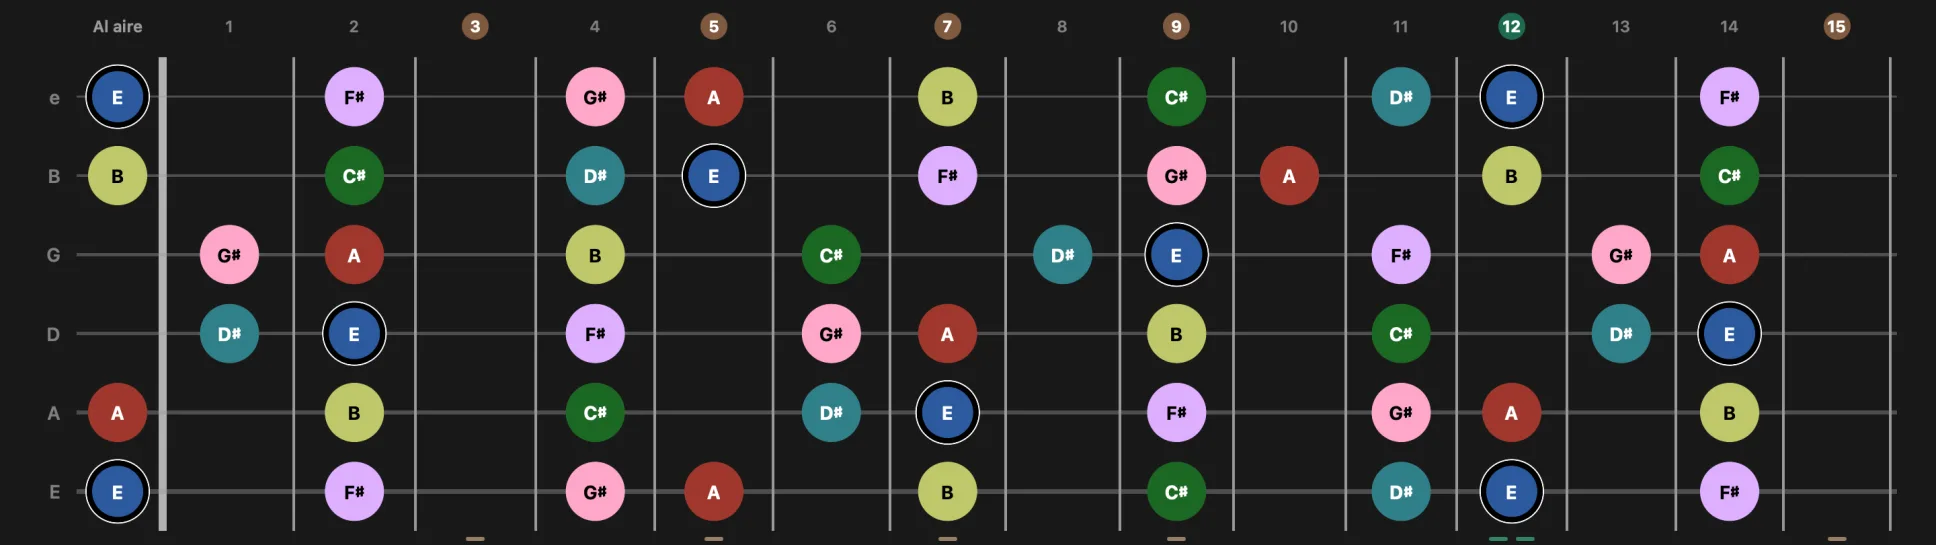 Al aire 1 2 3 4 5 6 7 8 9 10 11 12 13 14 15
e E F# G# A B C# D# E F#
B B C# D# E F# G# A B C#
G G# A B C# D# E F# G# A
D D# E F# G# A B C# D# E
A A B C# D# E F# G# A B
E E F# G# A B C# D# E F#